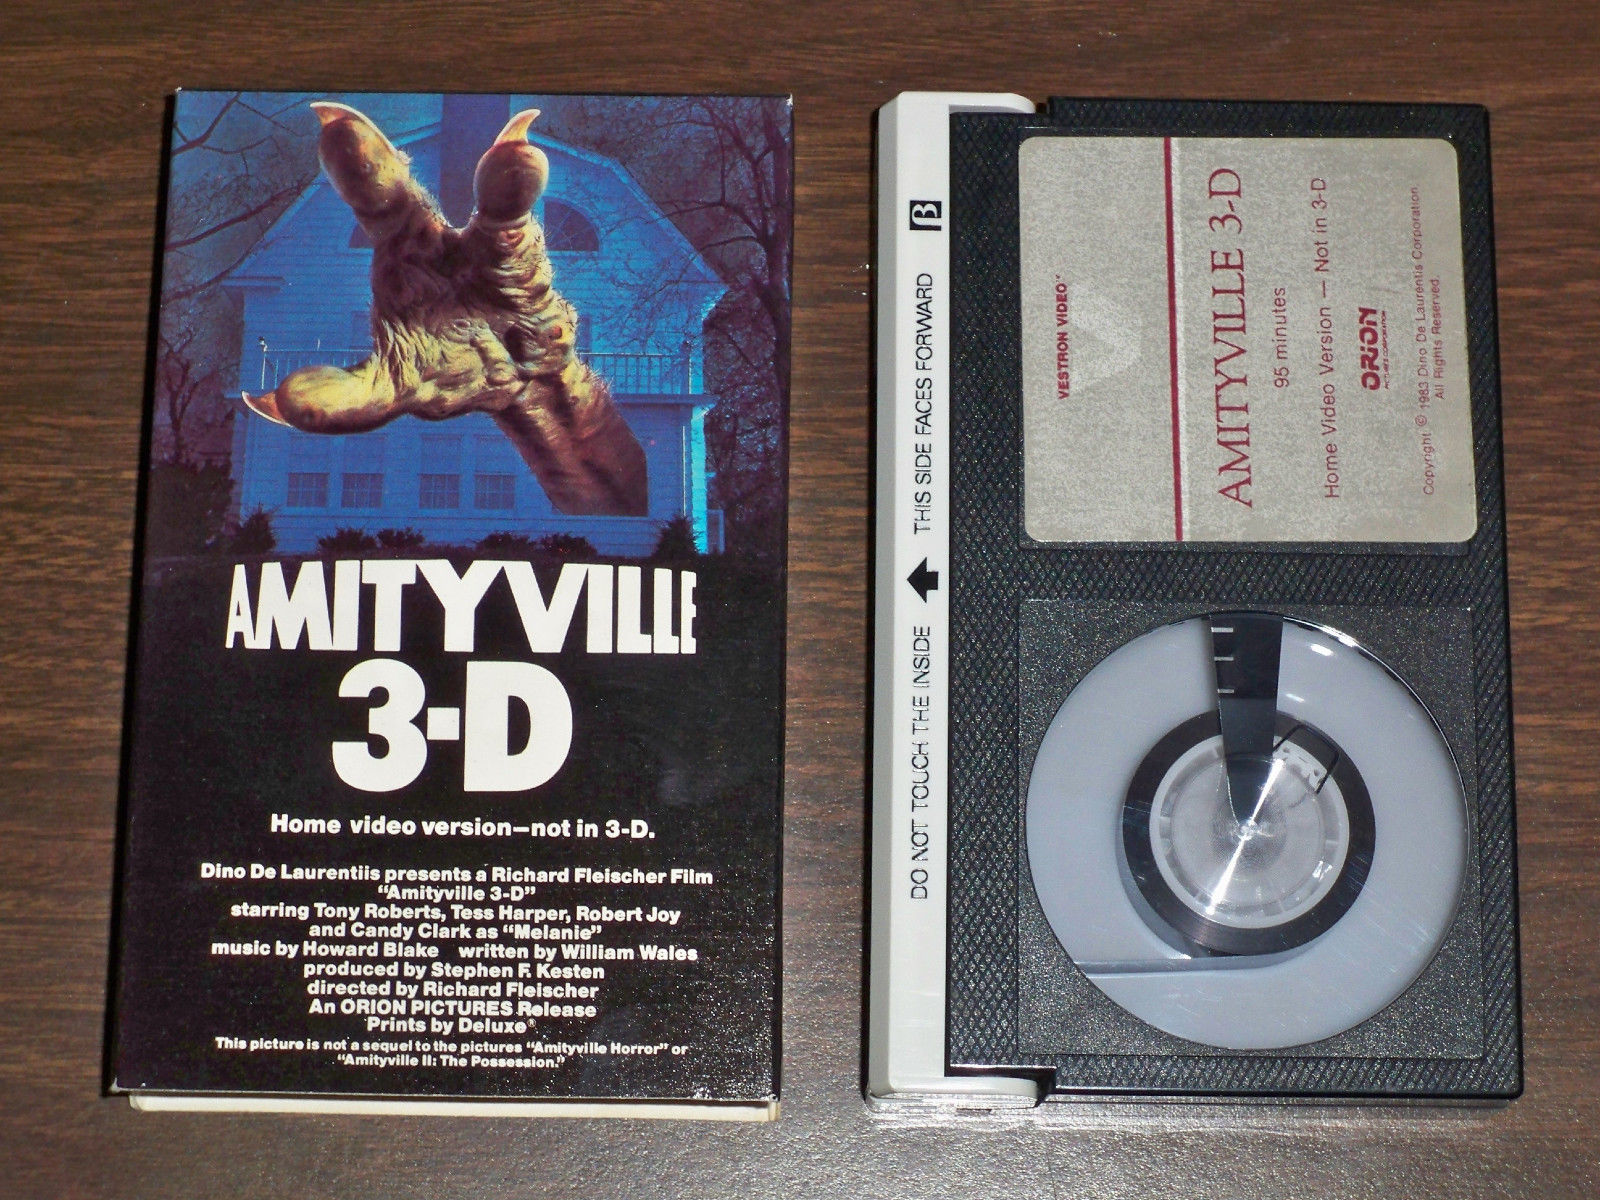 AMITYVILLE
3-D
Home video version—not in 3-D.
Dino De Laurentiis presents a Richard Fleischer Film
"Amityville 3-D"
starring Tony Roberts, Tess Harper, Robert Joy
and Candy Clark as "Melanie"
music by Howard Blake written by William Wales
produced by Stephen F. Kesten
directed by Richard Fleischer
An ORION PICTURES Release
Prints by Deluxe®
This picture is not a sequel to the pictures "Amityville Horror" or
"Amityville II: The Possession."
DO NOT TOUCH THE INSIDE THIS SIDE FACES FORWARD β
VESTRON VIDEO
AMITYVILLE 3-D
95 minutes
Home Video Version — Not in 3-D
ORION
PICTURES CORPORATION
Copyright © 1983 Dino De Laurentis Corporation
All Rights Reserved